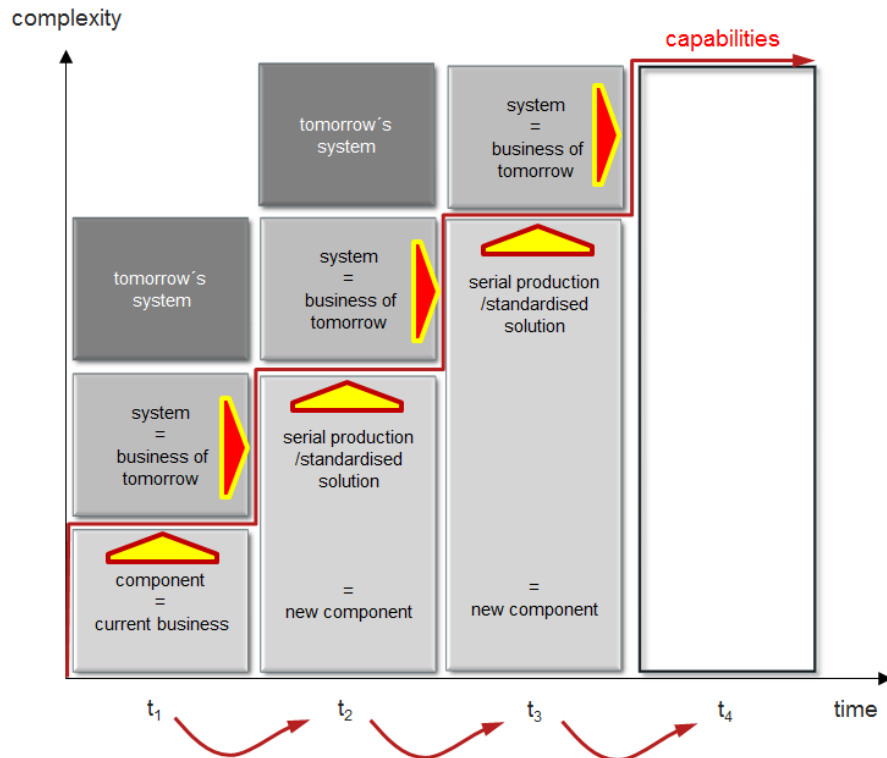 complexity
capabilities
tomorrow´s
system
system
=
business of
tomorrow
tomorrow´s
system
system
=
business of
tomorrow
serial production
/standardised
solution
system
=
business of
tomorrow
serial production
/standardised
solution
component
=
current business
=
new component
=
new component
t1
t2
t3
t4
time